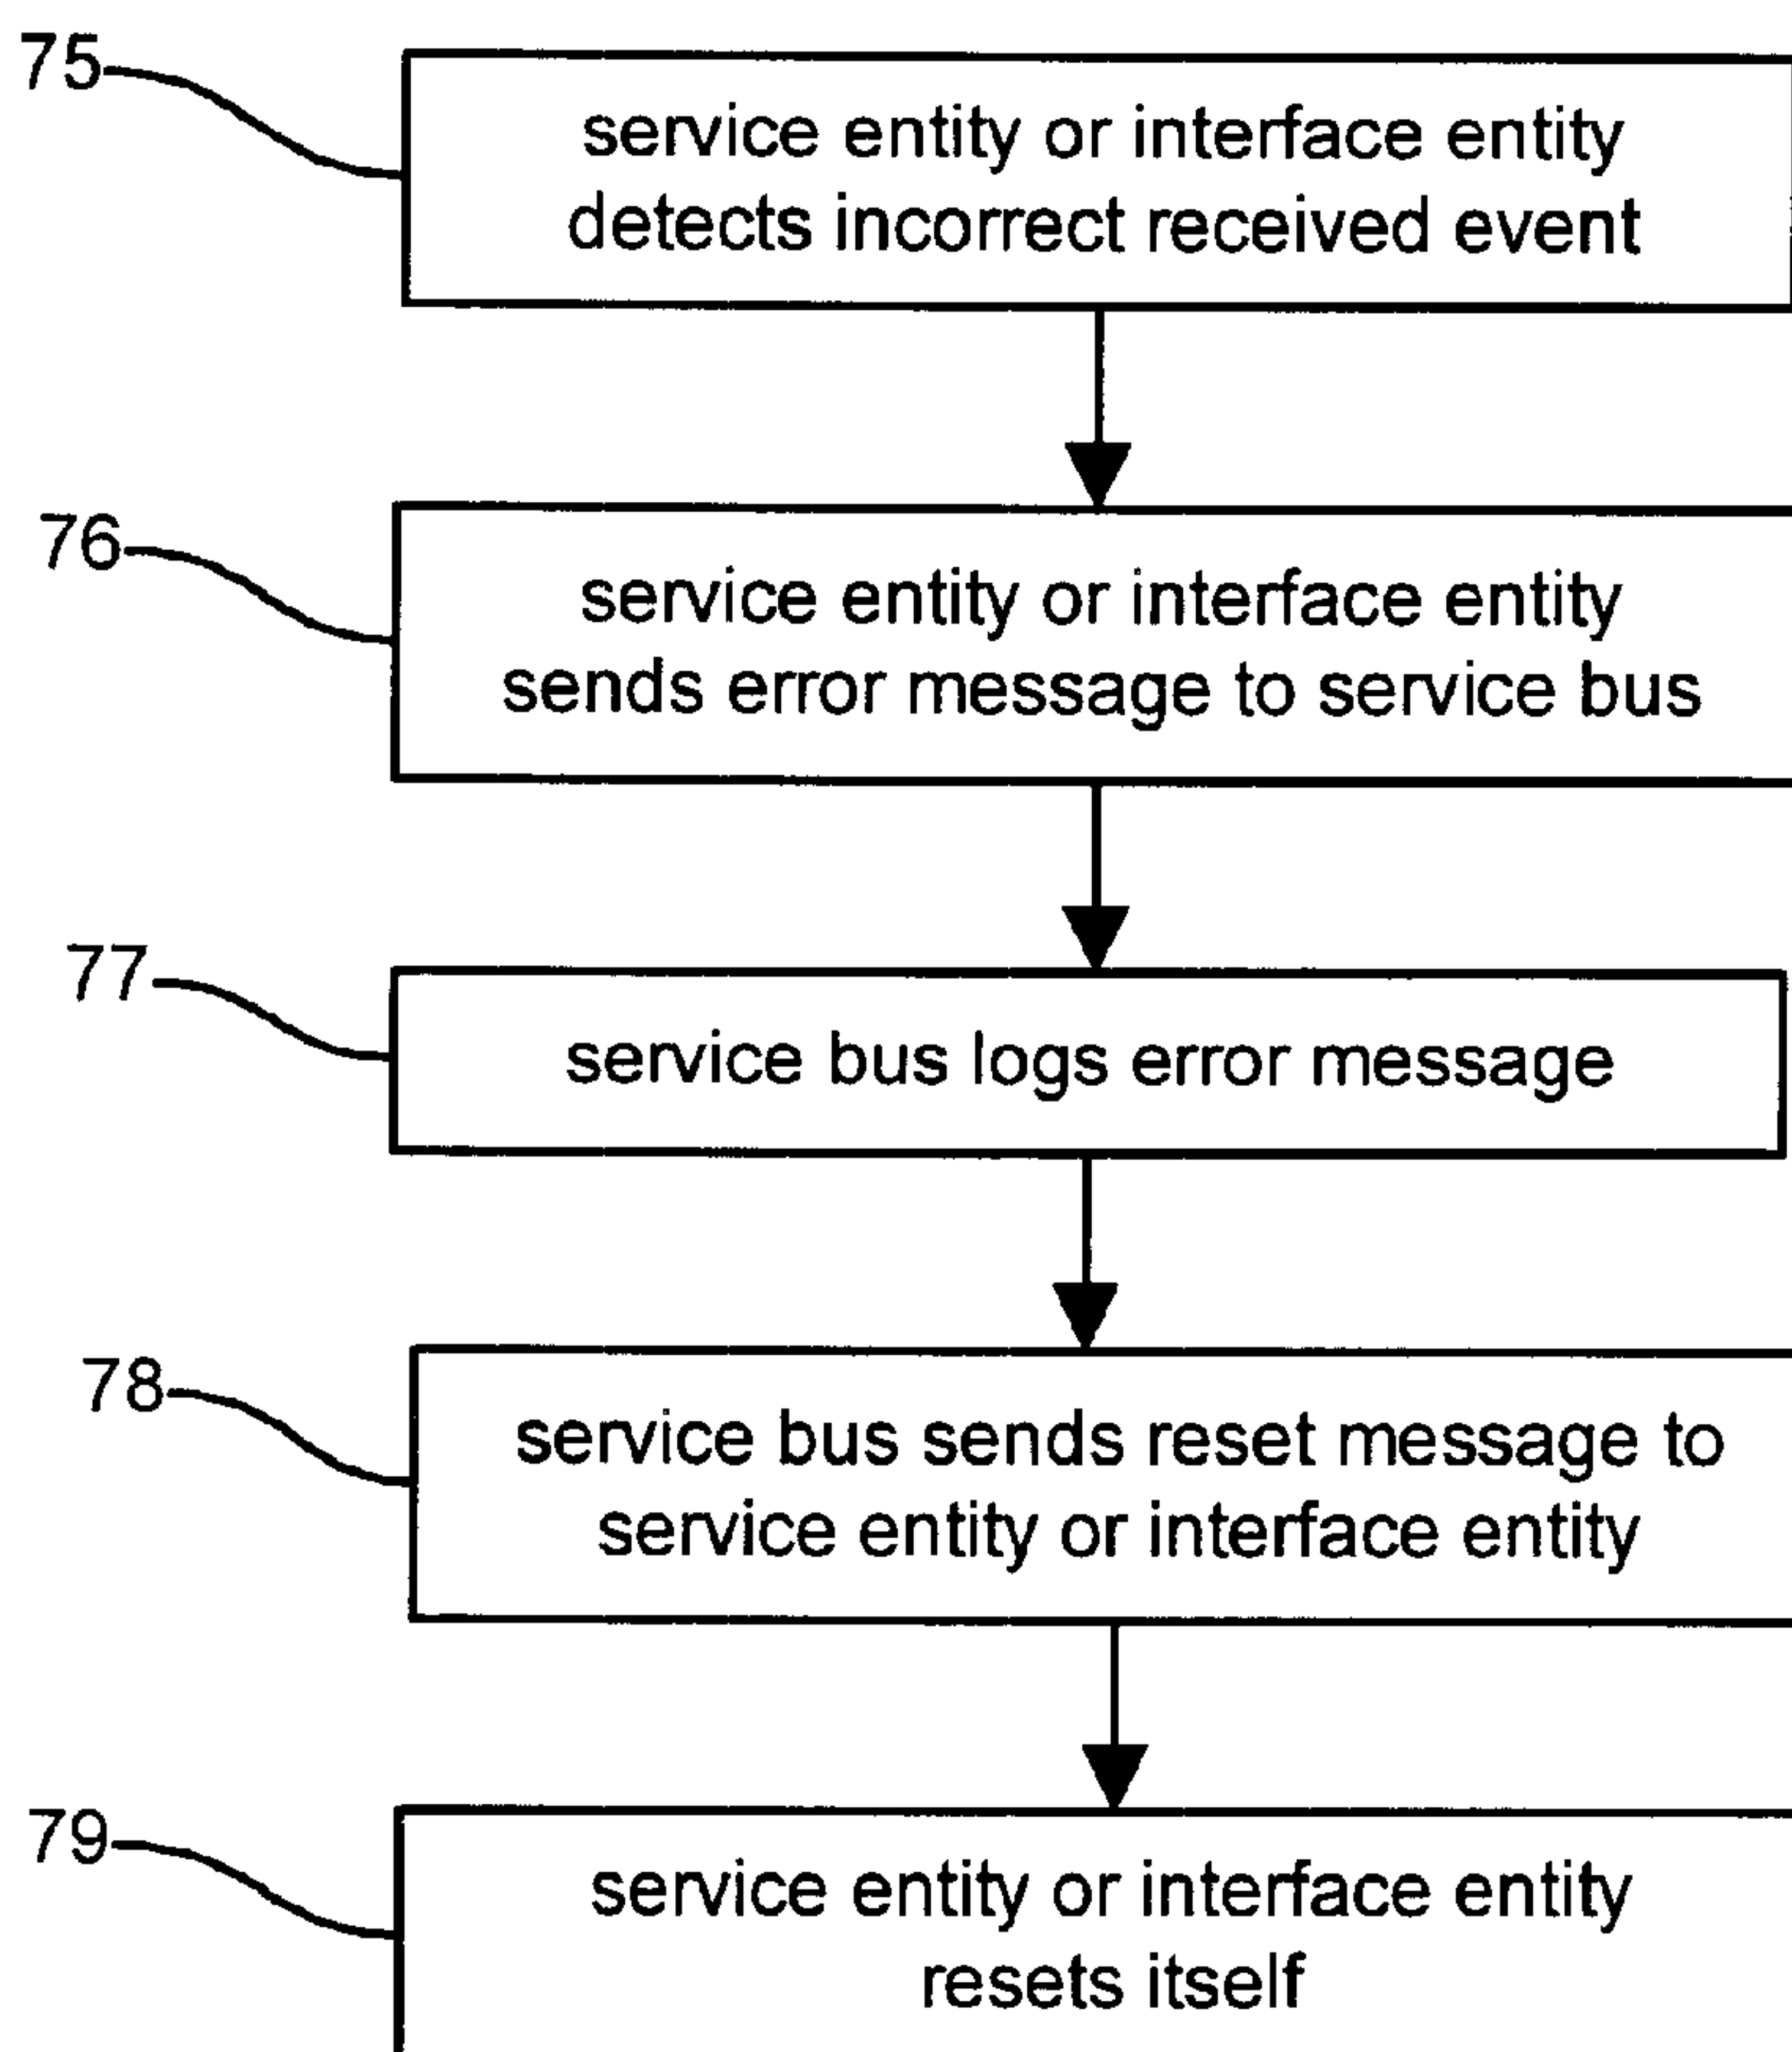 75
service entity or interface entity
detects incorrect received event
76
service entity or interface entity
sends error message to service bus
77
service bus logs error message
78
service bus sends reset message to
service entity or interface entity
79
service entity or interface entity
resets itself